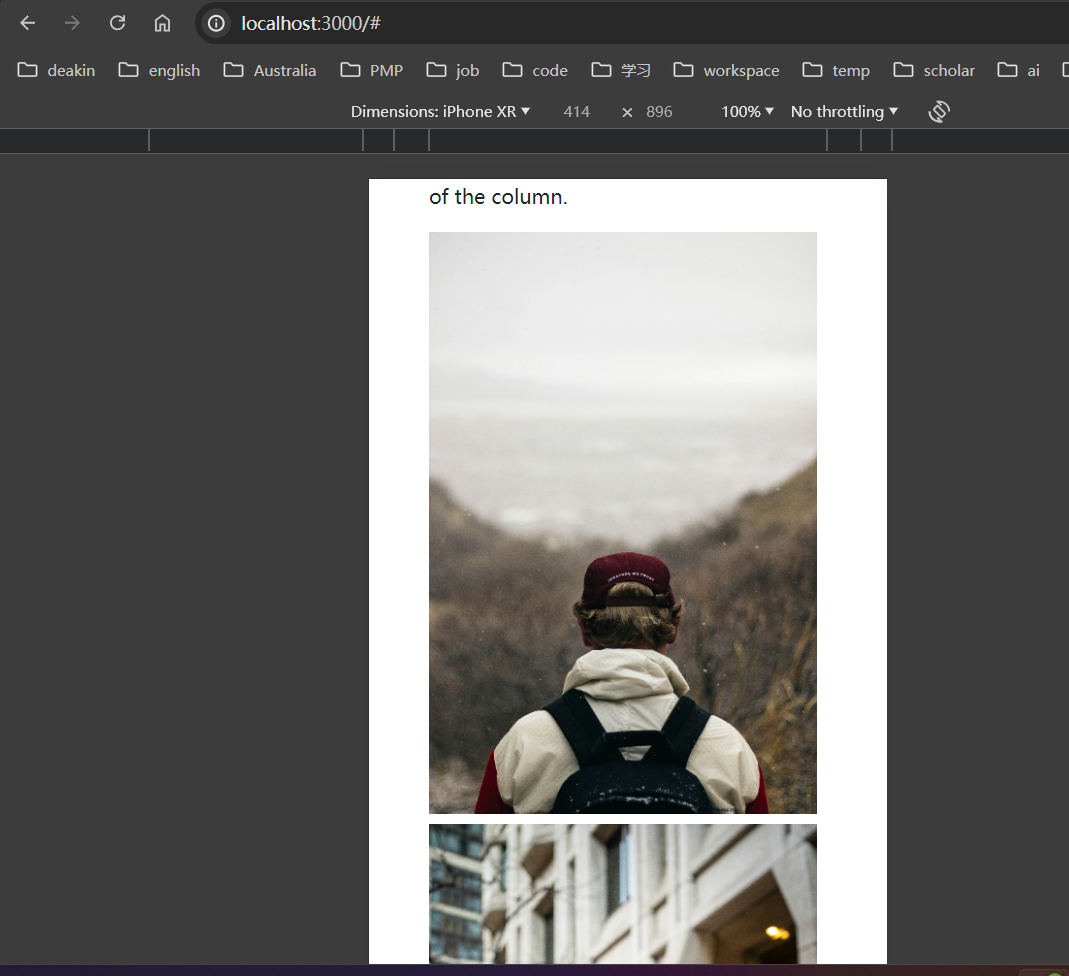 localhost:3000/#
deakin english Australia PMP job code 学习 workspace temp scholar ai
Dimensions: iPhone XR 414 × 896 100% No throttling
of the column.